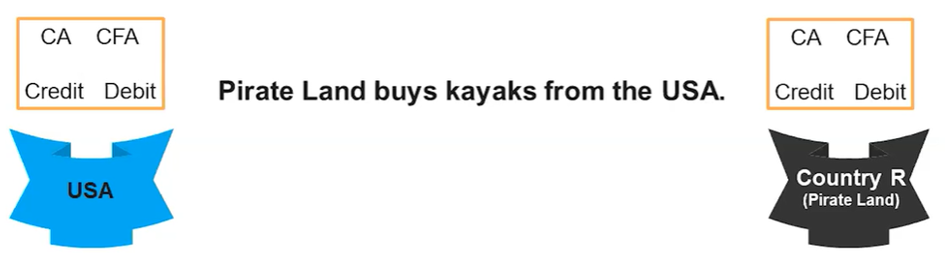 CA CFA
Credit Debit
USA
Pirate Land buys kayaks from the USA.
CA CFA
Credit Debit
Country R
(Pirate Land)